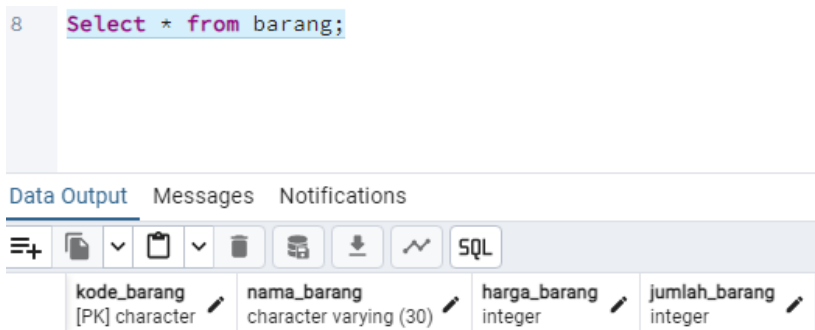 8 Select * from barang;
Data Output Messages Notifications
SQL
kode_barang nama_barang harga_barang jumlah_barang
[PK] character character varying (30) integer integer